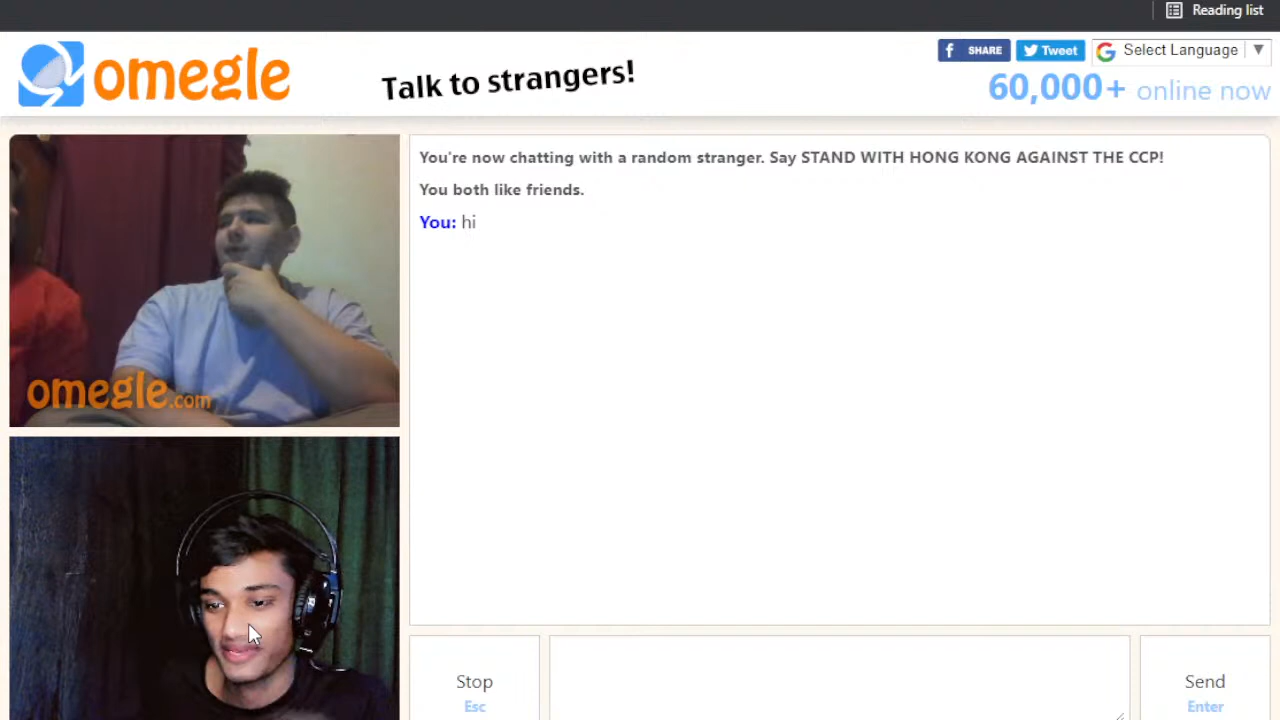 Reading list
omegle
Talk to strangers!
f SHARE
Tweet
G Select Language ▼
60,000+ online now
You're now chatting with a random stranger. Say STAND WITH HONG KONG AGAINST THE CCP!
You both like friends.
You: hi
omegle.com
Stop
Esc
Send
Enter